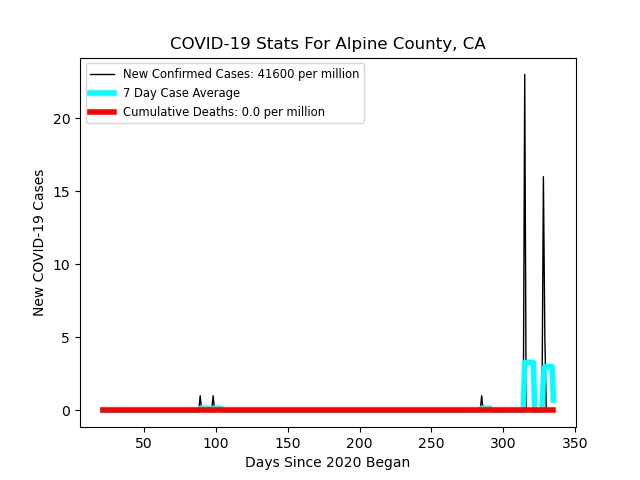 COVID-19 Stats For Alpine County, CA
New Confirmed Cases: 41600 per million
7 Day Case Average
Cumulative Deaths: 0.0 per million
New COVID-19 Cases
20
15
10
5
0
50 100 150 200 250 300 350
Days Since 2020 Began